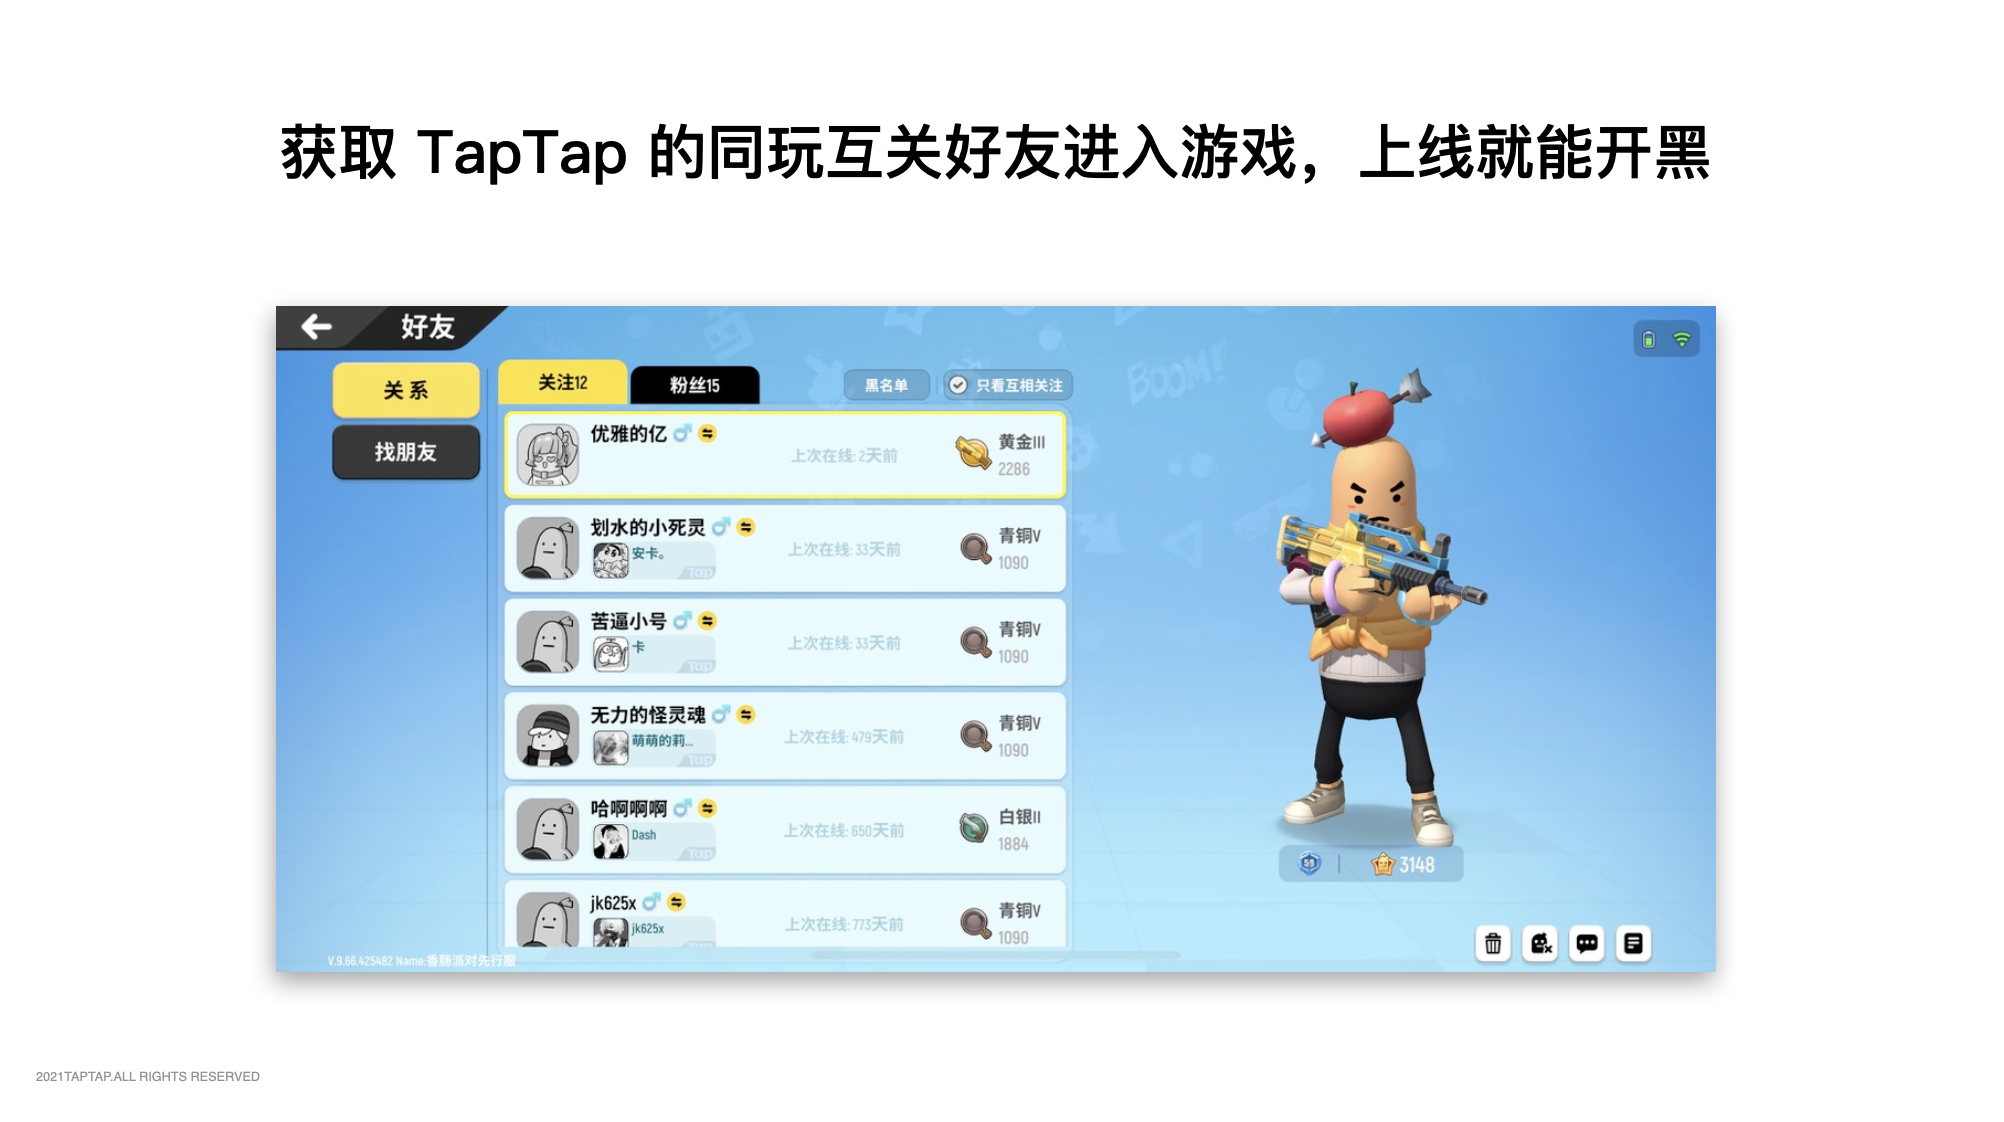 获取 TapTap 的同玩互关好友进入游戏，上线就能开黑
好友
关系
找朋友
关注12
粉丝15
黑名单
只看互相关注
BOOM!
优雅的亿
上次在线: 2天前
黄金III
2286
划水的小死灵
安卡。
Tap
上次在线: 33天前
青铜V
1090
苦逼小号
卡
Tap
上次在线: 33天前
青铜V
1090
无力的怪灵魂
萌萌的莉...
Tap
上次在线: 479天前
青铜V
1090
哈啊啊啊
Dash
Tap
上次在线: 650天前
白银II
1884
jk625x
jk625x
上次在线: 773天前
青铜V
1090
59
3148
V.9.66.425482 Name:香肠派对先行服
2021TAPTAP.ALL RIGHTS RESERVED